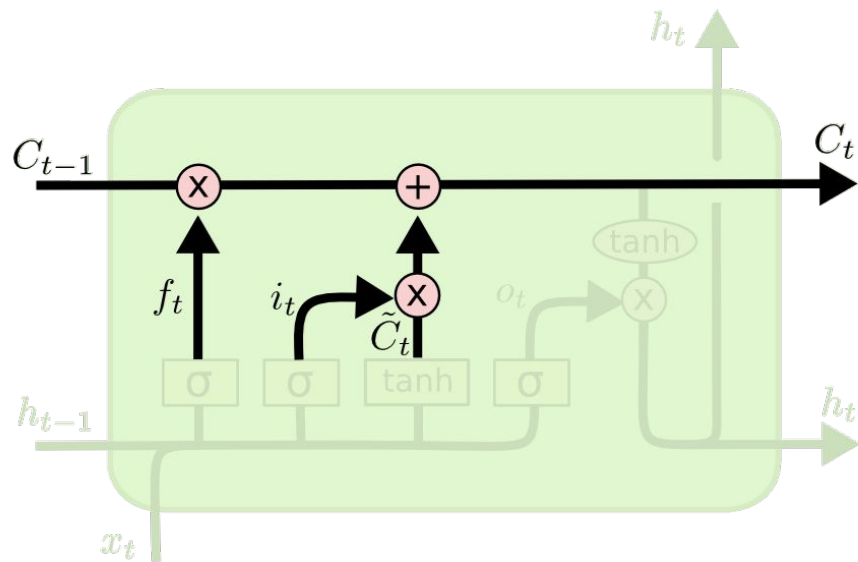 h_t
C_{t-1}
C_t
x
+
tanh
f_t
i_t
x
o_t
x
C̃_t
σ
σ
tanh
σ
h_{t-1}
h_t
x_t